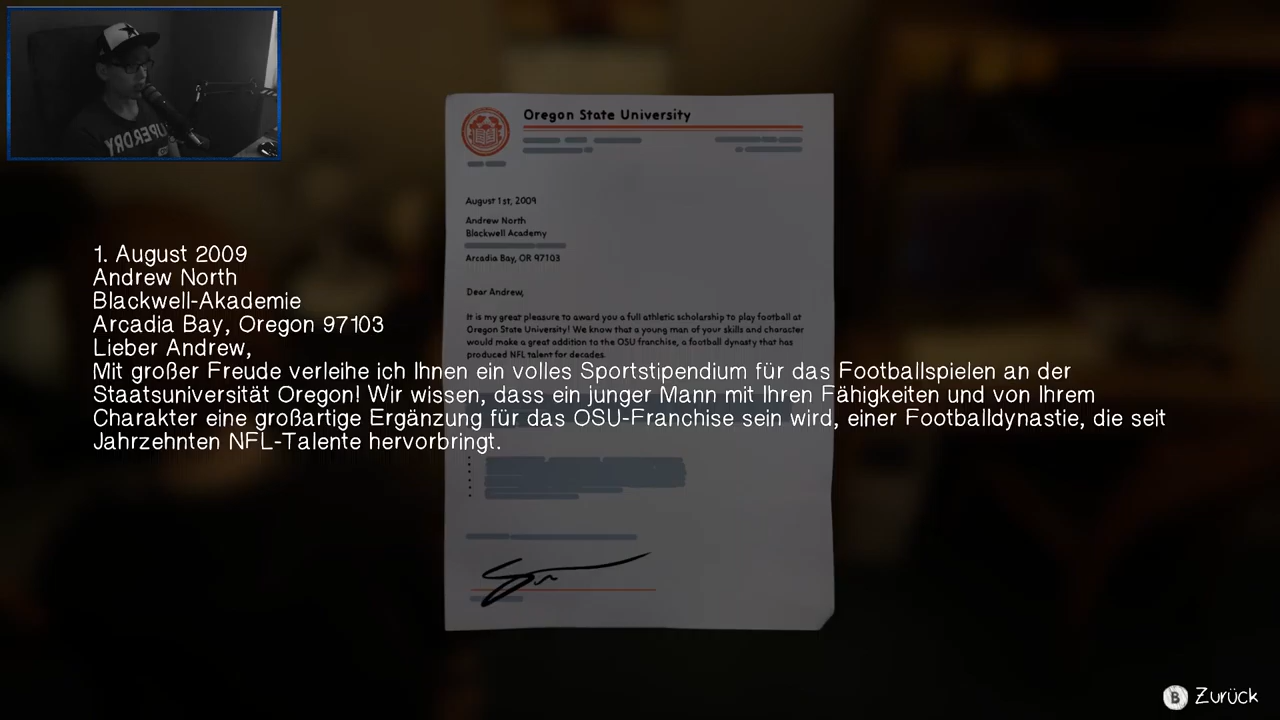 Oregon State University
August 1st, 2009
Andrew North
Blackwell Academy
Arcadia Bay, OR 97103
Dear Andrew,
It is my great pleasure to award you a full athletic scholarship to play football at
Oregon State University! We know that a young man of your skills and character
would make a great addition to the OSU franchise, a football dynasty that has
produced NFL talent for decades.
1. August 2009
Andrew North
Blackwell-Akademie
Arcadia Bay, Oregon 97103
Lieber Andrew,
Mit großer Freude verleihe ich Ihnen ein volles Sportstipendium für das Footballspielen an der
Staatsuniversität Oregon! Wir wissen, dass ein junger Mann mit Ihren Fähigkeiten und von Ihrem
Charakter eine großartige Ergänzung für das OSU-Franchise sein wird, einer Footballdynastie, die seit
Jahrzehnten NFL-Talente hervorbringt.
SUPERDRY
B Zurück